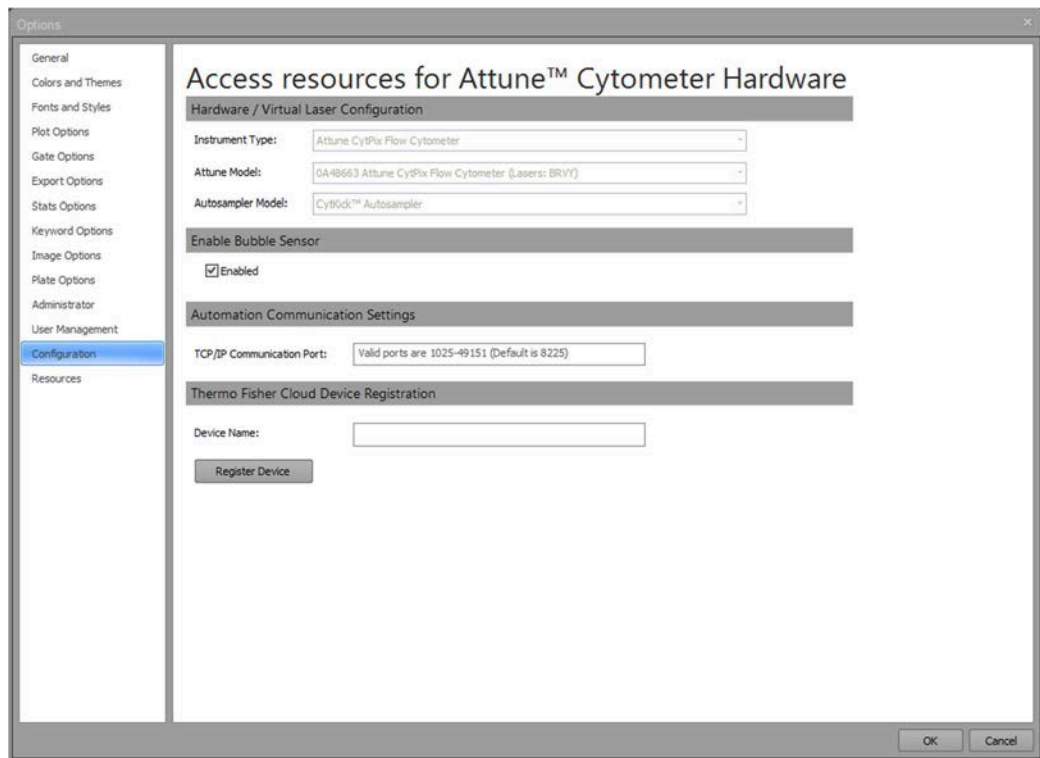 Options
General
Colors and Themes
Fonts and Styles
Plot Options
Gate Options
Export Options
Stats Options
Keyword Options
Image Options
Plate Options
Administrator
User Management
Configuration
Resources
Access resources for Attune™ Cytometer Hardware
Hardware / Virtual Laser Configuration
Instrument Type: Attune CytPix Flow Cytometer
Attune Model: 0A48663 Attune CytPix Flow Cytometer (Lasers: BRVY)
Autosampler Model: CytKick™ Autosampler
Enable Bubble Sensor
Enabled
Automation Communication Settings
TCP/IP Communication Port: Valid ports are 1025-49151 (Default is 8225)
Thermo Fisher Cloud Device Registration
Device Name:
Register Device
OK Cancel